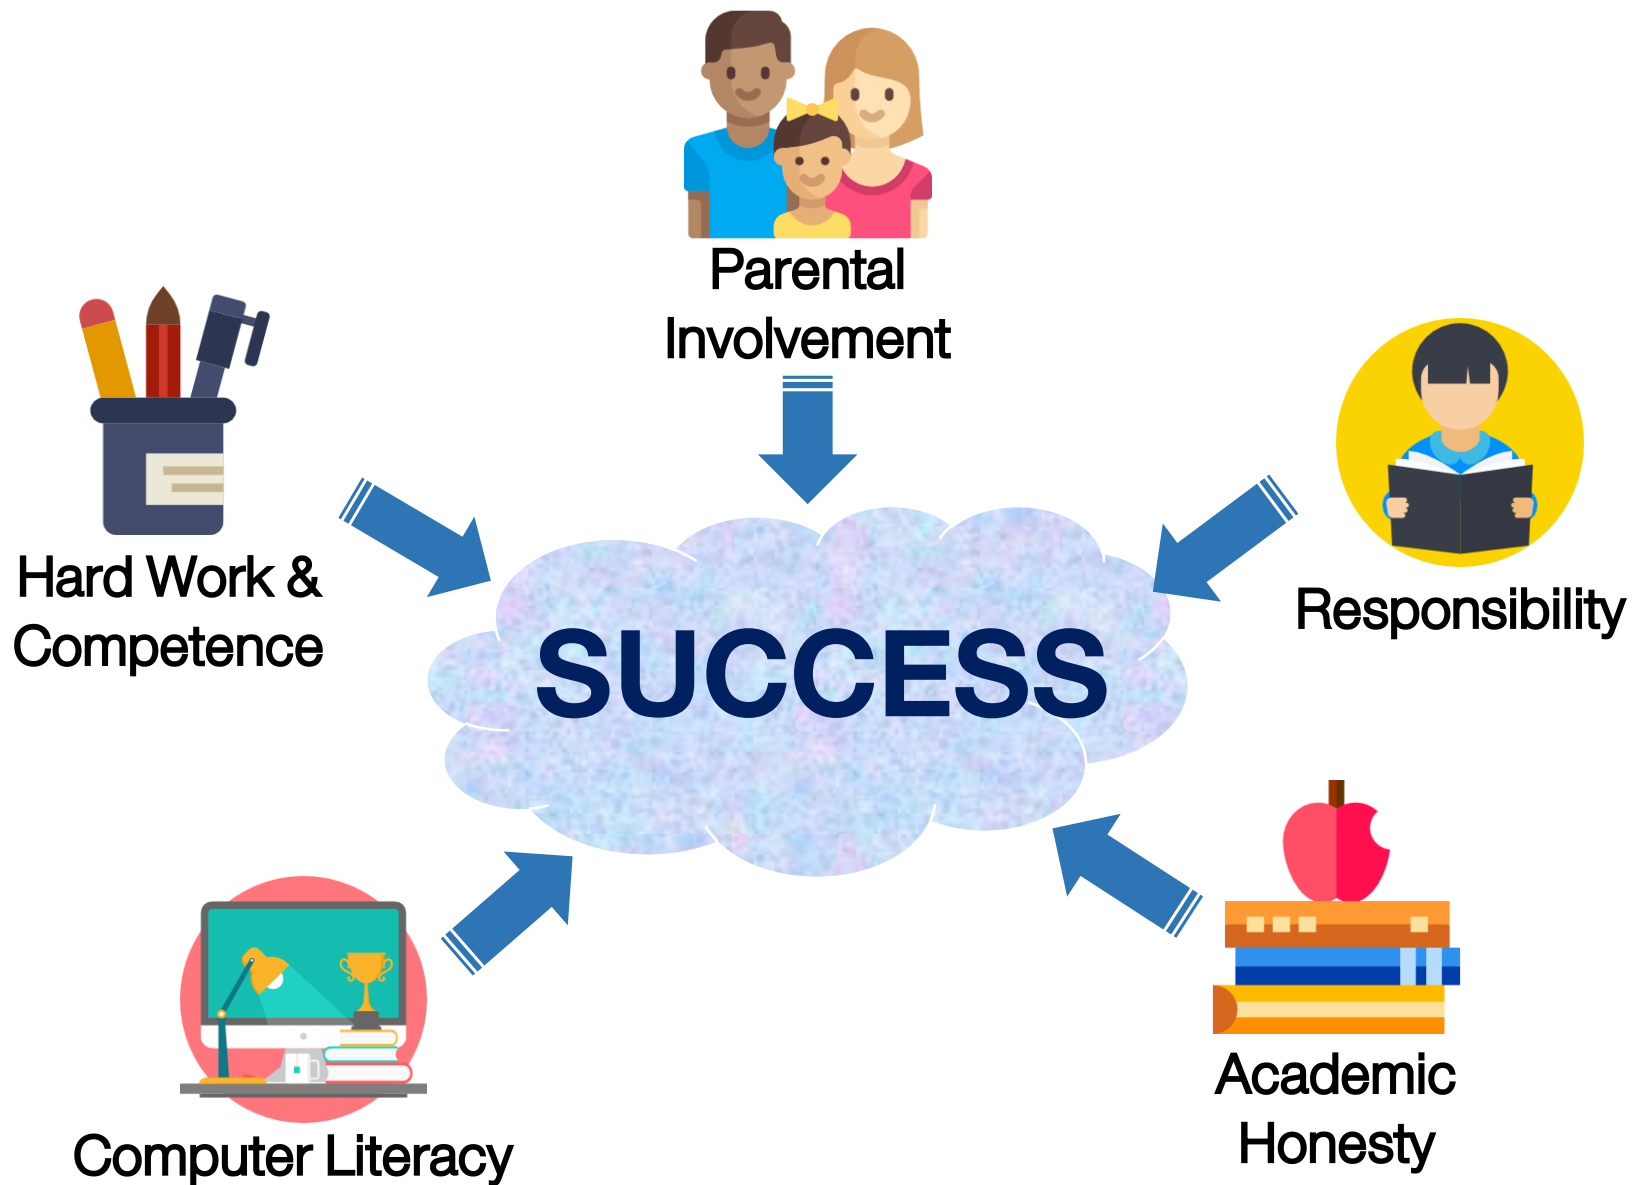 Parental
Involvement
Hard Work &
Competence
Responsibility
SUCCESS
Computer Literacy
Academic
Honesty